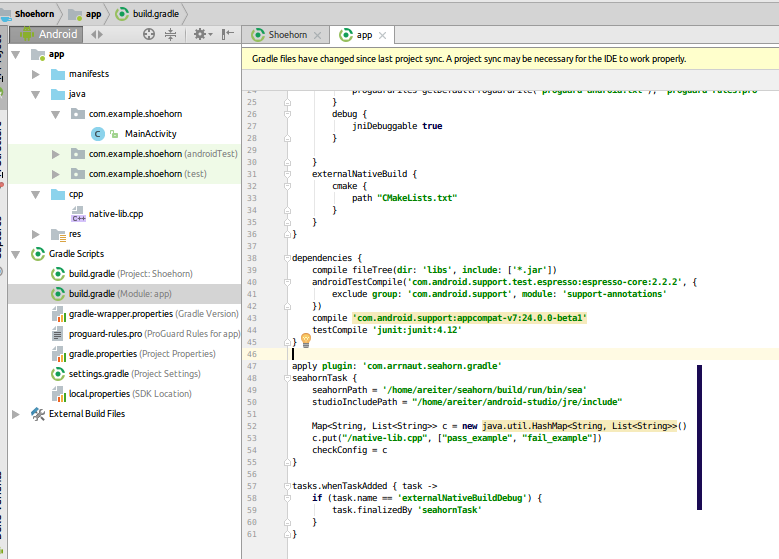 Shoehorn app build.gradle
Android
app
manifests
java
com.example.shoehorn
MainActivity
com.example.shoehorn (androidTest)
com.example.shoehorn (test)
cpp
native-lib.cpp
res
Gradle Scripts
build.gradle (Project: Shoehorn)
build.gradle (Module: app)
gradle-wrapper.properties (Gradle Version)
proguard-rules.pro (ProGuard Rules for app)
gradle.properties (Project Properties)
settings.gradle (Project Settings)
local.properties (SDK Location)
External Build Files
Shoehorn app
Gradle files have changed since last project sync. A project sync may be necessary for the IDE to work properly.
25 }
26 debug {
27 jniDebuggable true
28 }
29
30 }
31 externalNativeBuild {
32 cmake {
33 path "CMakeLists.txt"
34 }
35 }
36 }
37
38 dependencies {
39 compile fileTree(dir: 'libs', include: ['*.jar'])
40 androidTestCompile('com.android.support.test.espresso:espresso-core:2.2.2', {
41 exclude group: 'com.android.support', module: 'support-annotations'
42 })
43 compile 'com.android.support:appcompat-v7:24.0.0-beta1'
44 testCompile 'junit:junit:4.12'
45 }
46
47 apply plugin: 'com.arrnaut.seahorn.gradle'
48 seahornTask {
49 seahornPath = '/home/areiter/seahorn/build/run/bin/sea'
50 studioIncludePath = "/home/areiter/android-studio/jre/include"
51
52 Map<String, List<String>> c = new java.util.HashMap<String, List<String>>()
53 c.put("/native-lib.cpp", ["pass_example", "fail_example"])
54 checkConfig = c
55 }
56
57 tasks.whenTaskAdded { task ->
58 if (task.name == 'externalNativeBuildDebug') {
59 task.finalizedBy 'seahornTask'
60 }
61 }